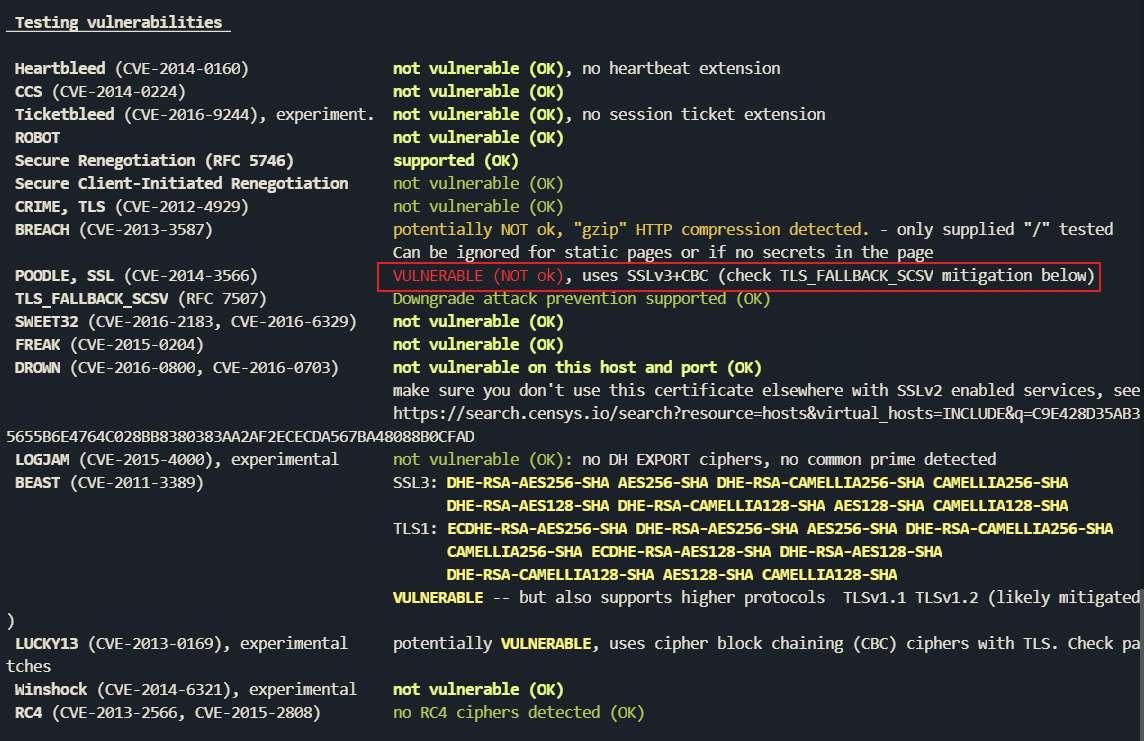 Testing vulnerabilities
Heartbleed (CVE-2014-0160) not vulnerable (OK), no heartbeat extension
CCS (CVE-2014-0224) not vulnerable (OK)
Ticketbleed (CVE-2016-9244), experiment. not vulnerable (OK), no session ticket extension
ROBOT not vulnerable (OK)
Secure Renegotiation (RFC 5746) supported (OK)
Secure Client-Initiated Renegotiation not vulnerable (OK)
CRIME, TLS (CVE-2012-4929) not vulnerable (OK)
BREACH (CVE-2013-3587) potentially NOT ok, "gzip" HTTP compression detected. - only supplied "/" tested
Can be ignored for static pages or if no secrets in the page
POODLE, SSL (CVE-2014-3566) VULNERABLE (NOT ok), uses SSLv3+CBC (check TLS_FALLBACK_SCSV mitigation below)
TLS_FALLBACK_SCSV (RFC 7507) Downgrade attack prevention supported (OK)
SWEET32 (CVE-2016-2183, CVE-2016-6329) not vulnerable (OK)
FREAK (CVE-2015-0204) not vulnerable (OK)
DROWN (CVE-2016-0800, CVE-2016-0703) not vulnerable on this host and port (OK)
make sure you don't use this certificate elsewhere with SSLv2 enabled services, see
https://search.censys.io/search?resource=hosts&virtual_hosts=INCLUDE&q=C9E428D35AB3
5655B6E4764C028BB8380383AA2AF2ECECDA567BA48088B0CFAD
LOGJAM (CVE-2015-4000), experimental not vulnerable (OK): no DH EXPORT ciphers, no common prime detected
BEAST (CVE-2011-3389) SSL3: DHE-RSA-AES256-SHA AES256-SHA DHE-RSA-CAMELLIA256-SHA CAMELLIA256-SHA
DHE-RSA-AES128-SHA DHE-RSA-CAMELLIA128-SHA AES128-SHA CAMELLIA128-SHA
TLS1: ECDHE-RSA-AES256-SHA DHE-RSA-AES256-SHA AES256-SHA DHE-RSA-CAMELLIA256-SHA
CAMELLIA256-SHA ECDHE-RSA-AES128-SHA DHE-RSA-AES128-SHA
DHE-RSA-CAMELLIA128-SHA AES128-SHA CAMELLIA128-SHA
VULNERABLE -- but also supports higher protocols TLSv1.1 TLSv1.2 (likely mitigated
)
LUCKY13 (CVE-2013-0169), experimental potentially VULNERABLE, uses cipher block chaining (CBC) ciphers with TLS. Check pa
tches
Winshock (CVE-2014-6321), experimental not vulnerable (OK)
RC4 (CVE-2013-2566, CVE-2015-2808) no RC4 ciphers detected (OK)